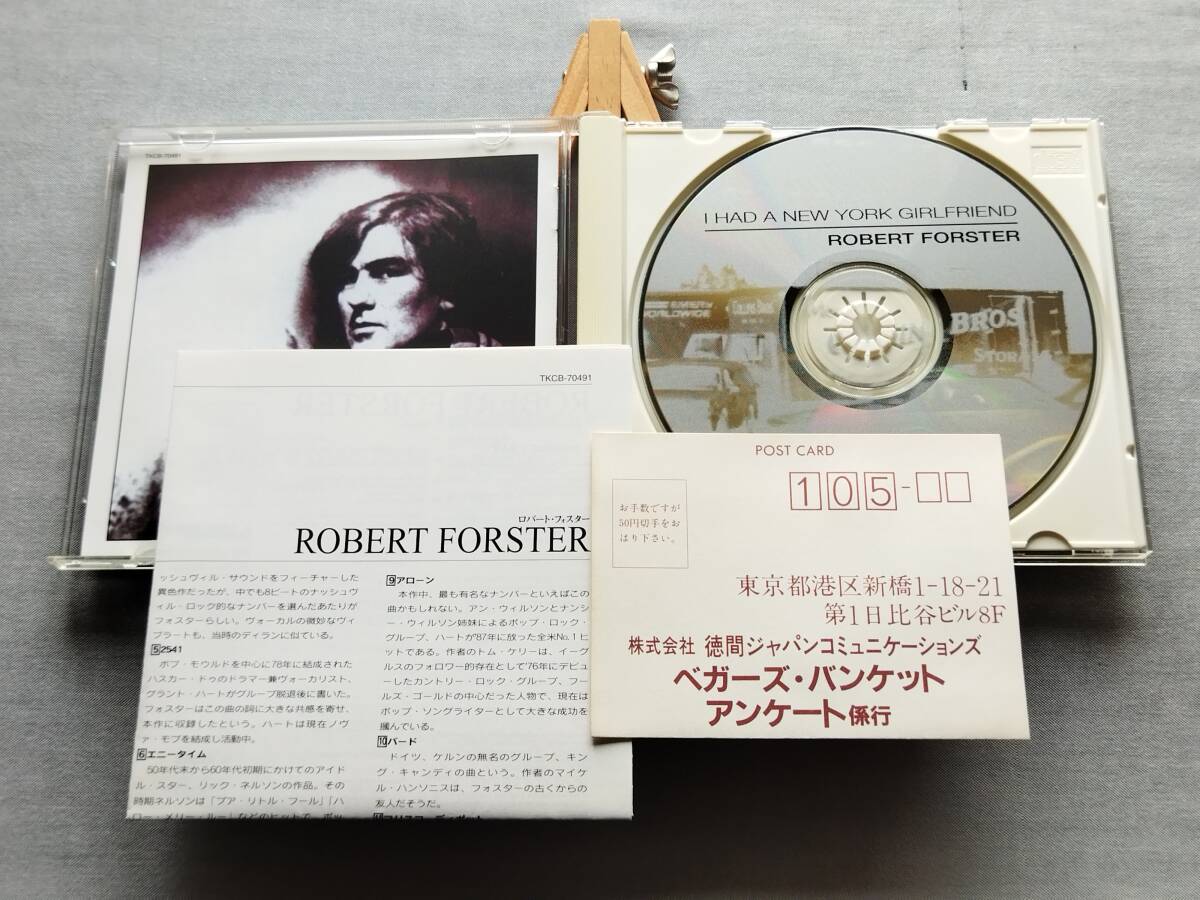 TKCB-70491
I HAD A NEW YORK GIRLFRIEND
ROBERT FORSTER
EMERY
WORLDWIDE
BROS
STORAGE
TKCB-70491
ロバート・フォスター
ROBERT FORSTER
ッシュヴィル・サウンドをフィーチャーした
異色作だったが、中でも8ビートのナッシュヴ
ィル・ロック的なナンバーを選んだあたりが
フォスターらしい。ヴォーカルの微妙なヴィ
ブラートも、当時のディランに似ている。
5 2541
ボブ・モウルドを中心に78年に結成された
ハスカー・ドゥのドラマー兼ヴォーカリスト、
グラント・ハートがグループ脱退後に書いた。
フォスターはこの曲の詞に大きな共感を寄せ、
本作に収録したという。ハートは現在ノヴ
ァ・モブを結成し活動中。
6 エニータイム
50年代末から60年代初期にかけてのアイド
ル・スター、リック・ネルソンの作品。その
時期ネルソンは「プア・リトル・フール」「ハ
ロー・メリー・ルー」などのヒットで、ポッ
9 アローン
本作中、最も有名なナンバーといえばこの
曲かもしれない。アン・ウィルソンとナンシ
ー・ウィルソン姉妹によるポップ・ロック・
グループ、ハートが'87年に放った全米No.1ヒ
ットである。作者のトム・ケリーは、イーグ
ルスのフォロワー的存在として'76年にデビュ
ーしたカントリー・ロック・グループ、フー
ルズ・ゴールドの中心だった人物で、現在は
ポップ・ソングライターとして大きな成功を
掴んでいる。
10 バード
ドイツ、ケルンの無名のグループ、キン
グ・キャンディの曲という。作者のマイケ
ル・ハンソニスは、フォスターの古くからの
友人だそうだ。
POST CARD
105-
お手数ですが
50円切手をお
はり下さい。
東京都港区新橋1-18-21
第1日比谷ビル8F
株式会社 徳間ジャパンコミュニケーションズ
ベガーズ・バンケット
アンケート係行